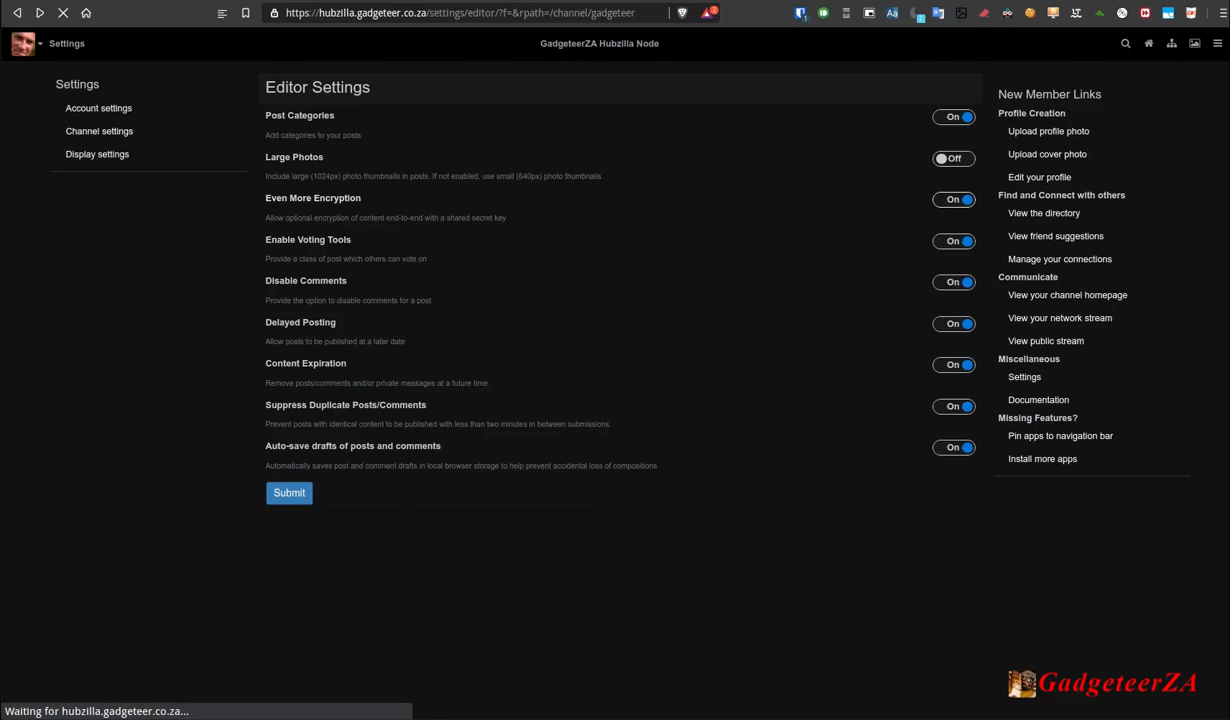 https://hubzilla.gadgeteer.co.za/settings/editor/?f=&rpath=/channel/gadgeteer
Settings
GadgeteerZA Hubzilla Node
Settings
Account settings
Channel settings
Display settings
Editor Settings
Post Categories
On
Add categories to your posts
Large Photos
Off
Include large (1024px) photo thumbnails in posts. If not enabled, use small (640px) photo thumbnails
Even More Encryption
On
Allow optional encryption of content end-to-end with a shared secret key
Enable Voting Tools
On
Provide a class of post which others can vote on
Disable Comments
On
Provide the option to disable comments for a post
Delayed Posting
On
Allow posts to be published at a later date
Content Expiration
On
Remove posts/comments and/or private messages at a future time
Suppress Duplicate Posts/Comments
On
Prevent posts with identical content to be published with less than two minutes in between submissions.
Auto-save drafts of posts and comments
On
Automatically saves post and comment drafts in local browser storage to help prevent accidental loss of compositions
Submit
New Member Links
Profile Creation
Upload profile photo
Upload cover photo
Edit your profile
Find and Connect with others
View the directory
View friend suggestions
Manage your connections
Communicate
View your channel homepage
View your network stream
View public stream
Miscellaneous
Settings
Documentation
Missing Features?
Pin apps to navigation bar
Install more apps
GadgeteerZA
Waiting for hubzilla.gadgeteer.co.za...